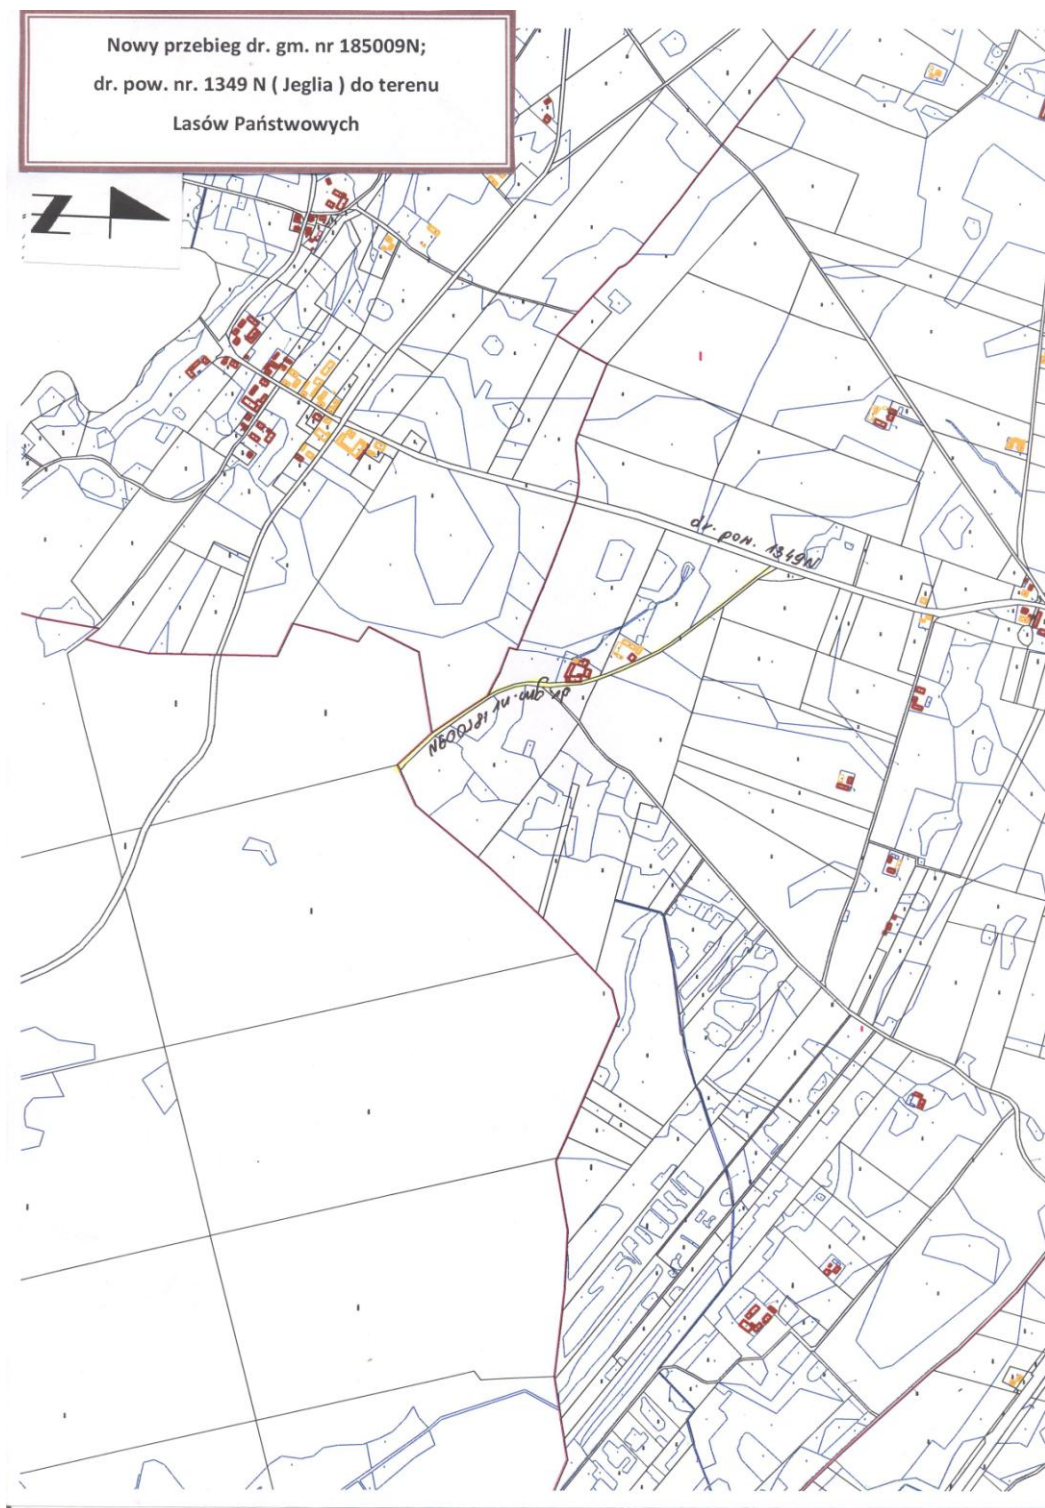 Nowy przebieg dr. gm. nr 185009N;
dr. pow. nr. 1349 N ( Jeglia ) do terenu
Lasów Państwowych
dr. pow. 1349N
dr. gm. nr 185009N